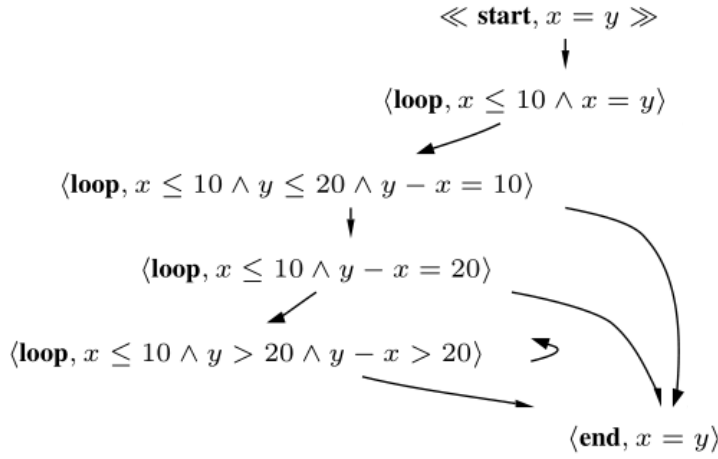 ≪ start, x = y ≫
⟨loop, x ≤ 10 ∧ x = y⟩
⟨loop, x ≤ 10 ∧ y ≤ 20 ∧ y − x = 10⟩
⟨loop, x ≤ 10 ∧ y − x = 20⟩
⟨loop, x ≤ 10 ∧ y > 20 ∧ y − x > 20⟩
⟨end, x = y⟩